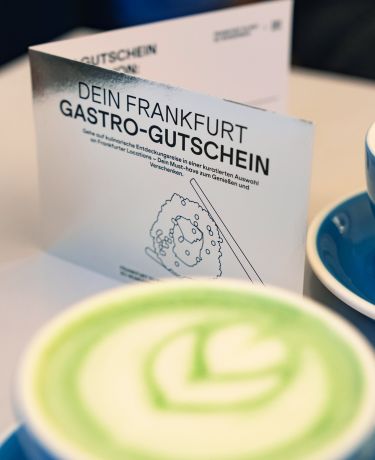 GUTSCHEIN
DEIN FRANKFURT
GASTRO-GUTSCHEIN
Gehe auf kulinarische Entdeckungsreise in einer kuratierten Auswahl
an Frankfurter Locations – Dein Must-have zum Genießen und
Verschenken.